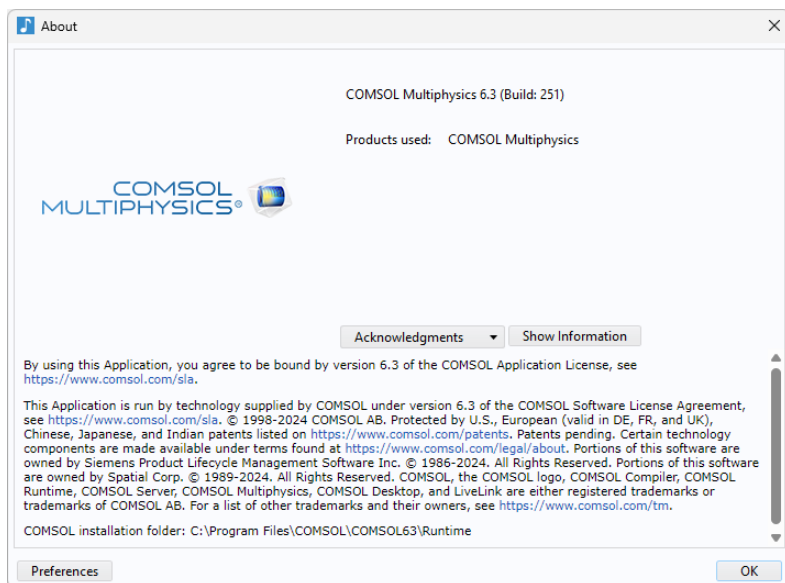 About
COMSOL Multiphysics 6.3 (Build: 251)
Products used: COMSOL Multiphysics
COMSOL
MULTIPHYSICS®
Acknowledgments
Show Information
By using this Application, you agree to be bound by version 6.3 of the COMSOL Application License, see
https://www.comsol.com/sla.
This Application is run by technology supplied by COMSOL under version 6.3 of the COMSOL Software License Agreement,
see https://www.comsol.com/sla. © 1998-2024 COMSOL AB. Protected by U.S., European (valid in DE, FR, and UK),
Chinese, Japanese, and Indian patents listed on https://www.comsol.com/patents. Patents pending. Certain technology
components are made available under terms found at https://www.comsol.com/legal/about. Portions of this software are
owned by Siemens Product Lifecycle Management Software Inc. © 1986-2024. All Rights Reserved. Portions of this software
are owned by Spatial Corp. © 1989-2024. All Rights Reserved. COMSOL, the COMSOL logo, COMSOL Compiler, COMSOL
Runtime, COMSOL Server, COMSOL Multiphysics, COMSOL Desktop, and LiveLink are either registered trademarks or
trademarks of COMSOL AB. For a list of other trademarks and their owners, see https://www.comsol.com/tm.
COMSOL installation folder: C:\Program Files\COMSOL\COMSOL63\Runtime
Preferences
OK